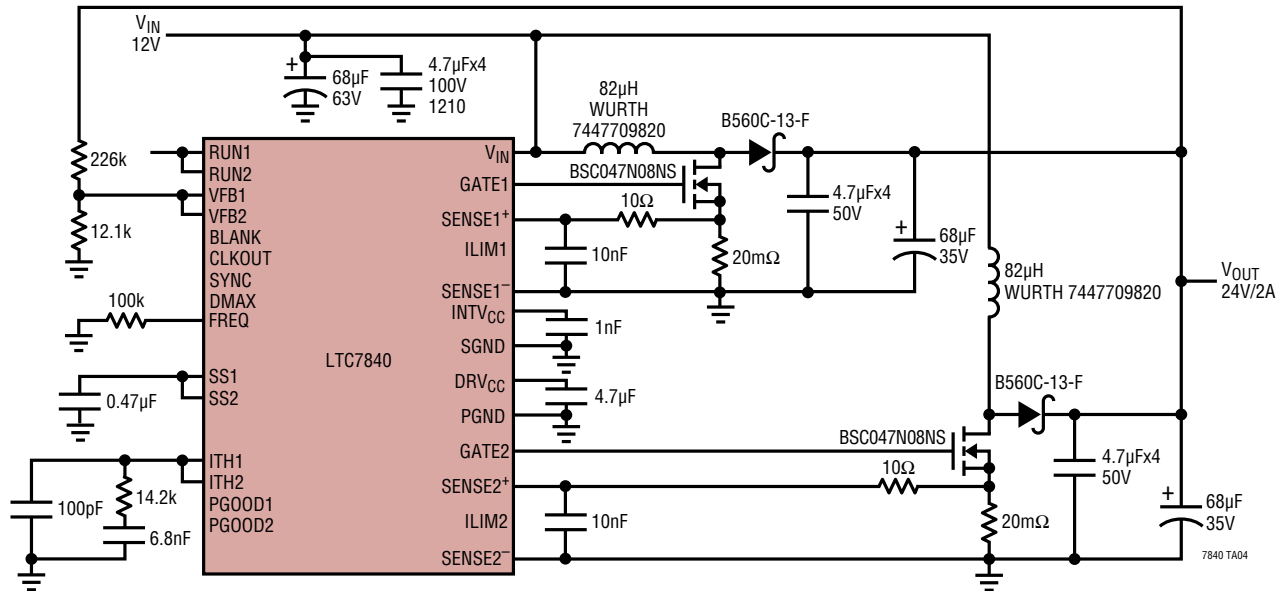 VIN
12V
68µF
63V
4.7µFx4
100V
1210
82µH
WURTH
7447709820
B560C-13-F
226k
12.1k
RUN1
RUN2
VFB1
VFB2
BLANK
CLKOUT
SYNC
DMAX
FREQ
100k
SS1
SS2
0.47µF
ITH1
ITH2
PGOOD1
PGOOD2
100pF
14.2k
6.8nF
LTC7840
VIN
GATE1
SENSE1+
ILIM1
SENSE1–
INTVCC
SGND
DRVCC
PGND
GATE2
SENSE2+
ILIM2
SENSE2–
BSC047N08NS
10Ω
10nF
20mΩ
4.7µFx4
50V
+
68µF
35V
82µH
WURTH 7447709820
VOUT
24V/2A
1nF
4.7µF
B560C-13-F
BSC047N08NS
10Ω
10nF
20mΩ
4.7µFx4
50V
+
68µF
35V
+
7840 TA04